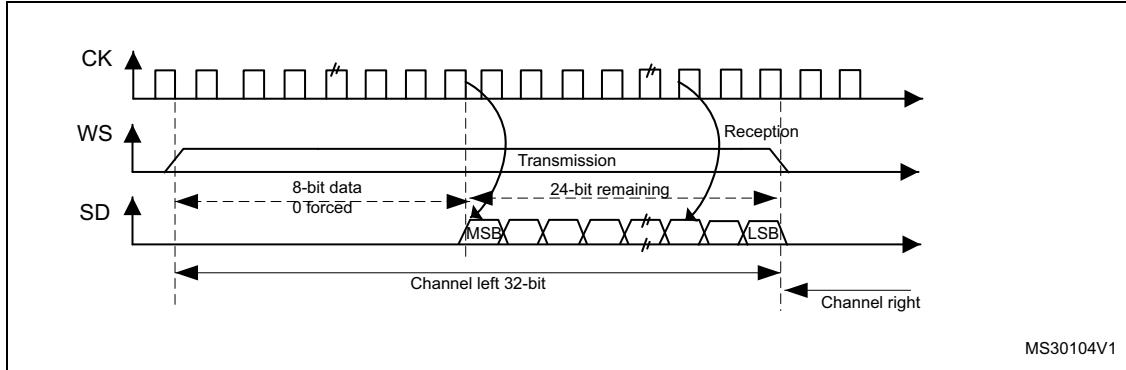 CK
WS
Reception
Transmission
8-bit data
0 forced
24-bit remaining
SD
MSB
LSB
Channel left 32-bit
Channel right
MS30104V1